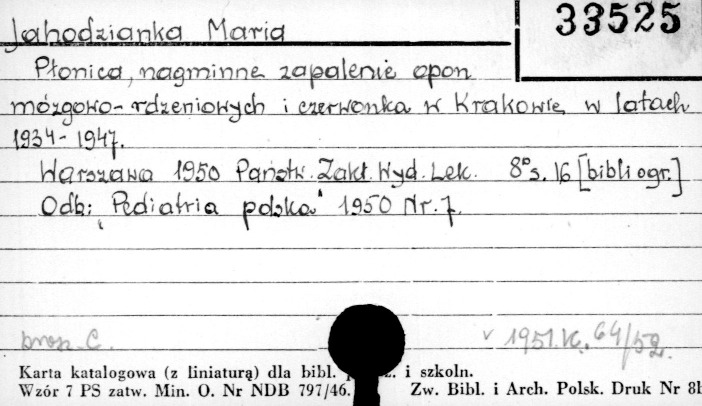 33525
Jahodzianka Maria
Płonica, nagminne zapalenie opon
mózgowo-rdzeniowych i czerwonka w Krakowie w latach
1934-1947.
Warszawa 1950 Państw. Zakł. Wyd. Lek. 8° s. 16 [bibliogr.]
Odb: "Pediatria polska" 1950 Nr. 7.
brosz. C.
v 1951.K. 64/52.
Karta katalogowa (z liniaturą) dla bibl. i szkoln.
Wzór 7 PS zatw. Min. O. Nr NDB 797/46. Zw. Bibl. i Arch. Polsk. Druk Nr 8